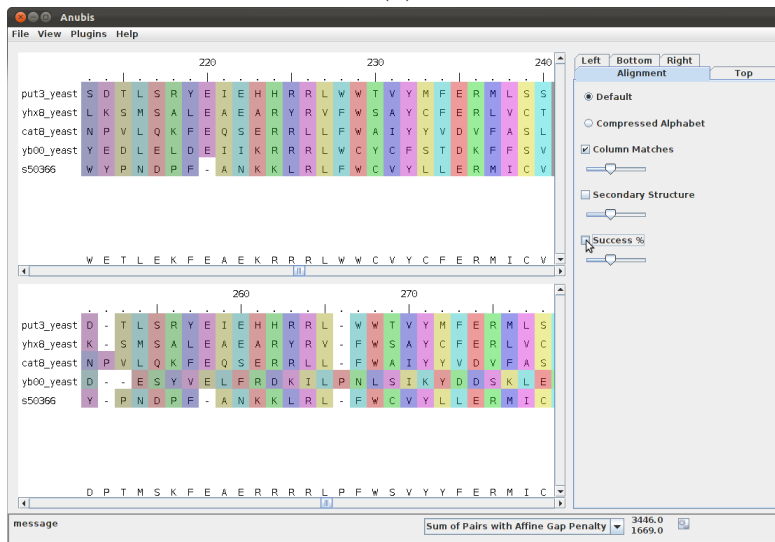 Anubis
File View Plugins Help
220 230 240
put3_yeast S D T L S R Y E I E H H R R L W W T V Y M F E R M L S S
yhx8_yeast L K S M S A L E A E A R Y R V F W S A Y C F E R L V C T
cat8_yeast N P V L Q K F E Q S E R R L L F W A I Y Y V D V F A S L
yb00_yeast Y E D L E L D E I I K R R R L W C Y C F S T D K F F S V
s50366 W Y P N D P F - A N K K L R L F W C V Y L L E R M I C V
W E T L E K F E A E K R R R L W W C V Y C F E R M I C V
260 270
put3_yeast D - T L S R Y E I E H H R R L - W W T V Y M F E R M L S
yhx8_yeast K - S M S A L E A E A R Y R V - F W S A Y C F E R L V C
cat8_yeast N P V L Q K F E Q S E R R L L - F W A I Y Y V D V F A S
yb00_yeast D - - E S Y V E L F R D K I L P N L S I K Y D D S K L E
s50366 Y - P N D P F - A N K K L R L - F W C V Y L L E R M I C
D P T M S K F E A E R R R R L P F W S V Y Y F E R M I C
Left Bottom Right
Alignment Top
Default
Compressed Alphabet
Column Matches
Secondary Structure
Success %
message
Sum of Pairs with Affine Gap Penalty
3446.0
1669.0